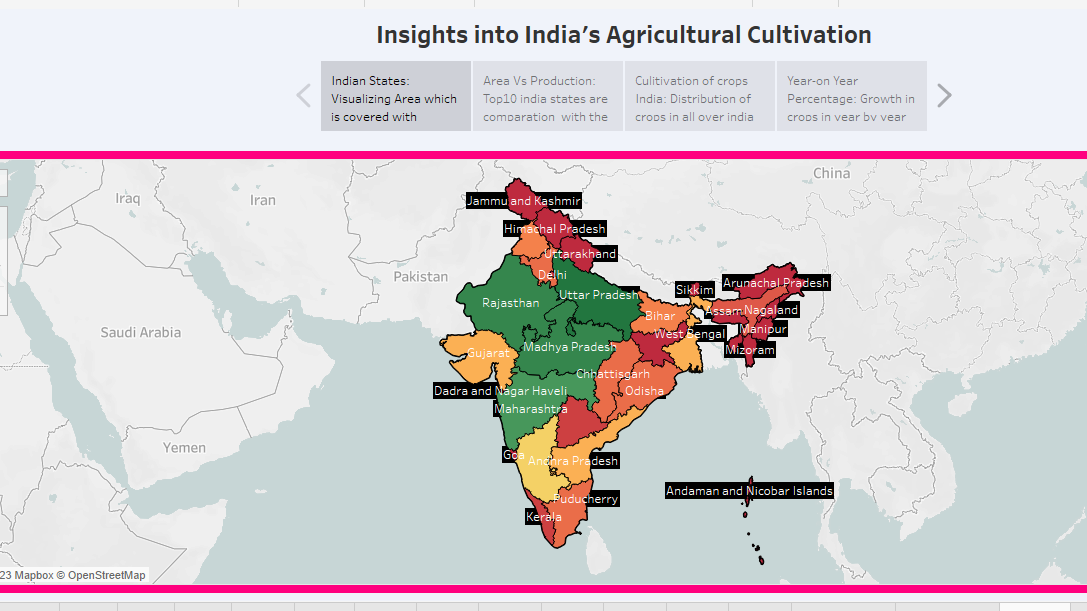 Insights into India's Agricultural Cultivation
Indian States:
Visualizing Area which
is covered with
Area Vs Production:
Top10 india states are
comparation with the
Culitivation of crops
India: Distribution of
crops in all over india
Year-on Year
Percentage: Growth in
crops in year by year
China
Iraq
Iran
Jammu and Kashmir
Himachal Pradesh
Uttarakhand
Pakistan
Delhi
Arunachal Pradesh
Sikkim
Uttar Pradesh
Rajasthan
Assam
Nagaland
Bihar
Saudi Arabia
Manipur
West Bengal
Madhya Pradesh
Mizoram
Gujarat
Chhattisgarh
Dadra and Nagar Haveli
Odisha
Maharashtra
Yemen
Goa
Andhra Pradesh
Andaman and Nicobar Islands
Puducherry
Kerala
23 Mapbox © OpenStreetMap